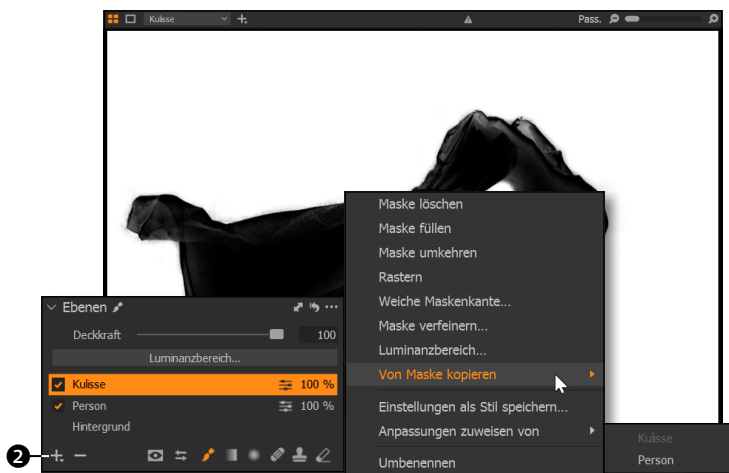 Kulisse
Pass.
Maske löschen
Maske füllen
Maske umkehren
Rastern
Weiche Maskenkante...
Maske verfeinern...
Luminanzbereich...
Von Maske kopieren
Einstellungen als Stil speichern...
Anpassungen zuweisen von
Umbenennen
Kulisse
Person
Ebenen
Deckkraft 100
Luminanzbereich...
Kulisse 100 %
Person 100 %
Hintergrund
2